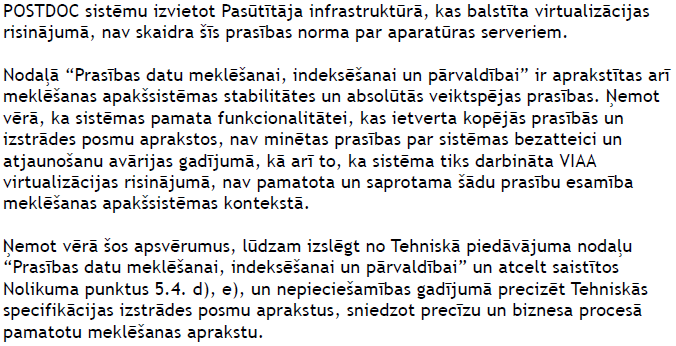 POSTDOC sistēmu izvietot Pasūtītāja infrastruktūrā, kas balstīta virtualizācijas
risinājumā, nav skaidra šīs prasības norma par aparatūras serveriem.
Nodaļā “Prasības datu meklēšanai, indeksēšanai un pārvaldībai” ir aprakstītas arī
meklēšanas apakšsistēmas stabilitātes un absolūtās veiktspējas prasības. Ņemot
vērā, ka sistēmas pamata funkcionalitātei, kas ietverta kopējās prasībās un
izstrādes posmu aprakstos, nav minētas prasības par sistēmas bezatteici un
atjaunošanu avārijas gadījumā, kā arī to, ka sistēma tiks darbināta VIAA
virtualizācijas risinājumā, nav pamatota un saprotama šādu prasību esamība
meklēšanas apakšsistēmas kontekstā.
Ņemot vērā šos apsvērumus, lūdzam izslēgt no Tehniskā piedāvājuma nodaļu
“Prasības datu meklēšanai, indeksēšanai un pārvaldībai” un atcelt saistītos
Nolikuma punktus 5.4. d), e), un nepieciešamības gadījumā precizēt Tehniskās
specifikācijas izstrādes posmu aprakstus, sniedzot precīzu un biznesa procesā
pamatotu meklēšanas aprakstu.